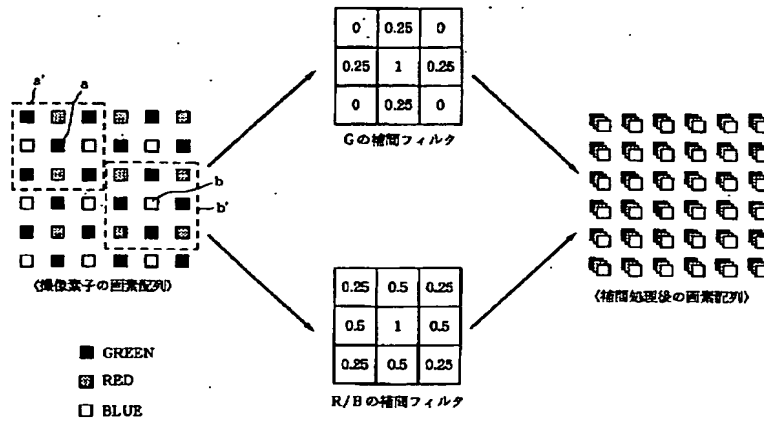 a'
a
b
b'
〈撮像素子の画素配列〉
GREEN
RED
BLUE
0 0.25 0
0.25 1 0.25
0 0.25 0
Gの補間フィルタ
0.25 0.5 0.25
0.5 1 0.5
0.25 0.5 0.25
R/Bの補間フィルタ
〈補間処理後の画素配列〉